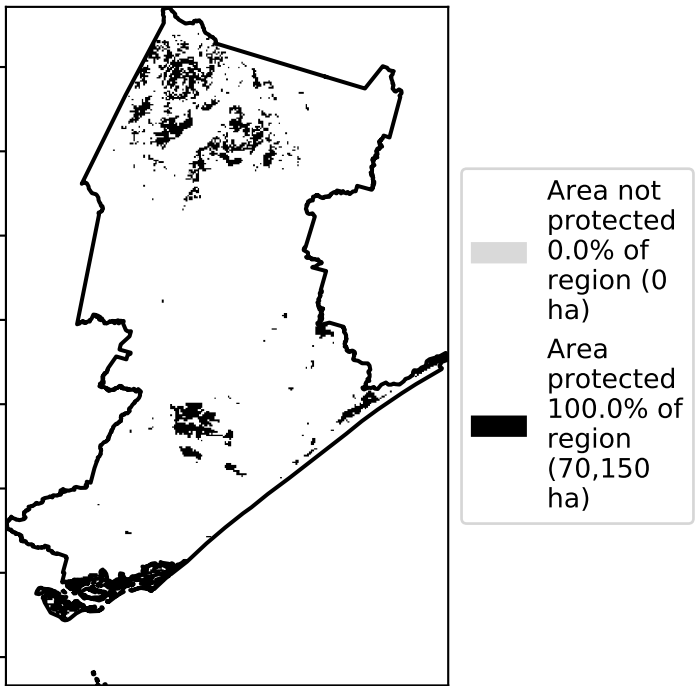 Area not
protected
0.0% of
region (0
ha)
Area
protected
100.0% of
region
(70,150
ha)